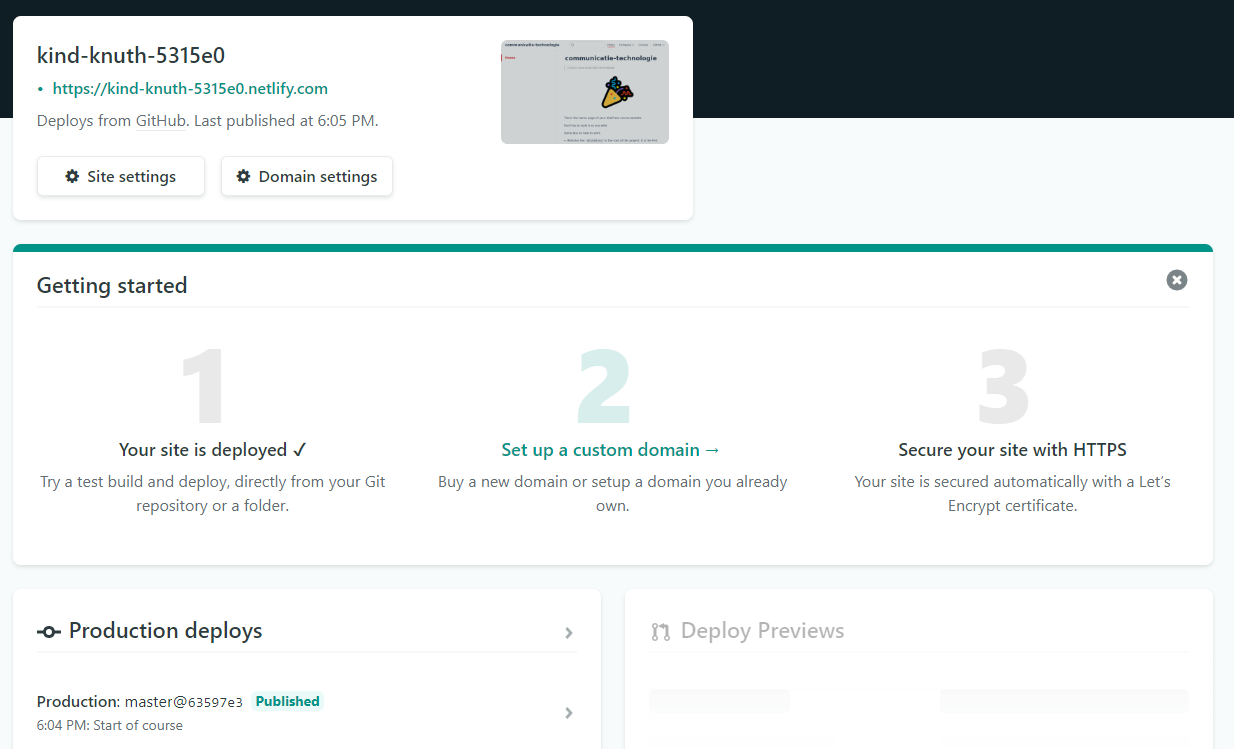 kind-knuth-5315e0
• https://kind-knuth-5315e0.netlify.com
Deploys from GitHub. Last published at 6:05 PM.
Site settings
Domain settings
communicatie-technologie
Home
communicatie-technologie
Getting started
1
Your site is deployed ✓
Try a test build and deploy, directly from your Git
repository or a folder.
2
Set up a custom domain →
Buy a new domain or setup a domain you already
own.
3
Secure your site with HTTPS
Your site is secured automatically with a Let’s
Encrypt certificate.
Production deploys
Production: master@63597e3 Published
6:04 PM: Start of course
Deploy Previews